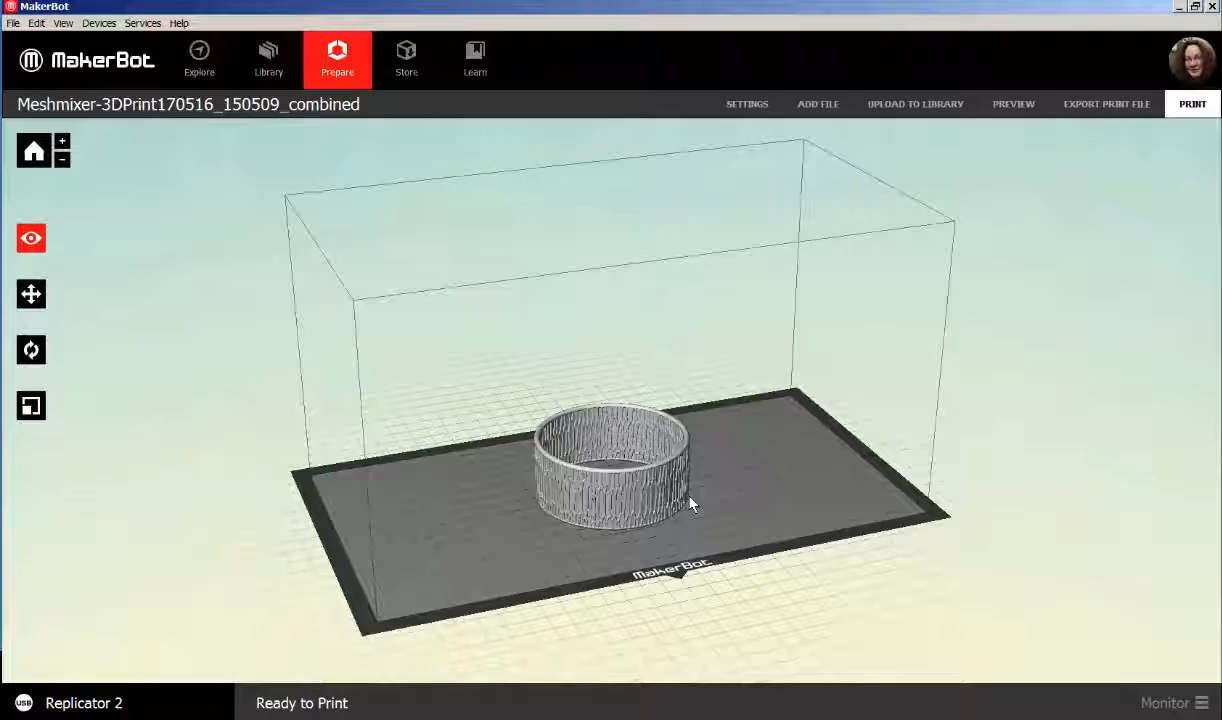 MakerBot
File Edit View Devices Services Help
MakerBot
Explore Library Prepare Store Learn
Meshmixer-3DPrint170516_150509_combined
SETTINGS ADD FILE UPLOAD TO LIBRARY PREVIEW EXPORT PRINT FILE PRINT
+
−
MakerBot
USB Replicator 2 Ready to Print Monitor